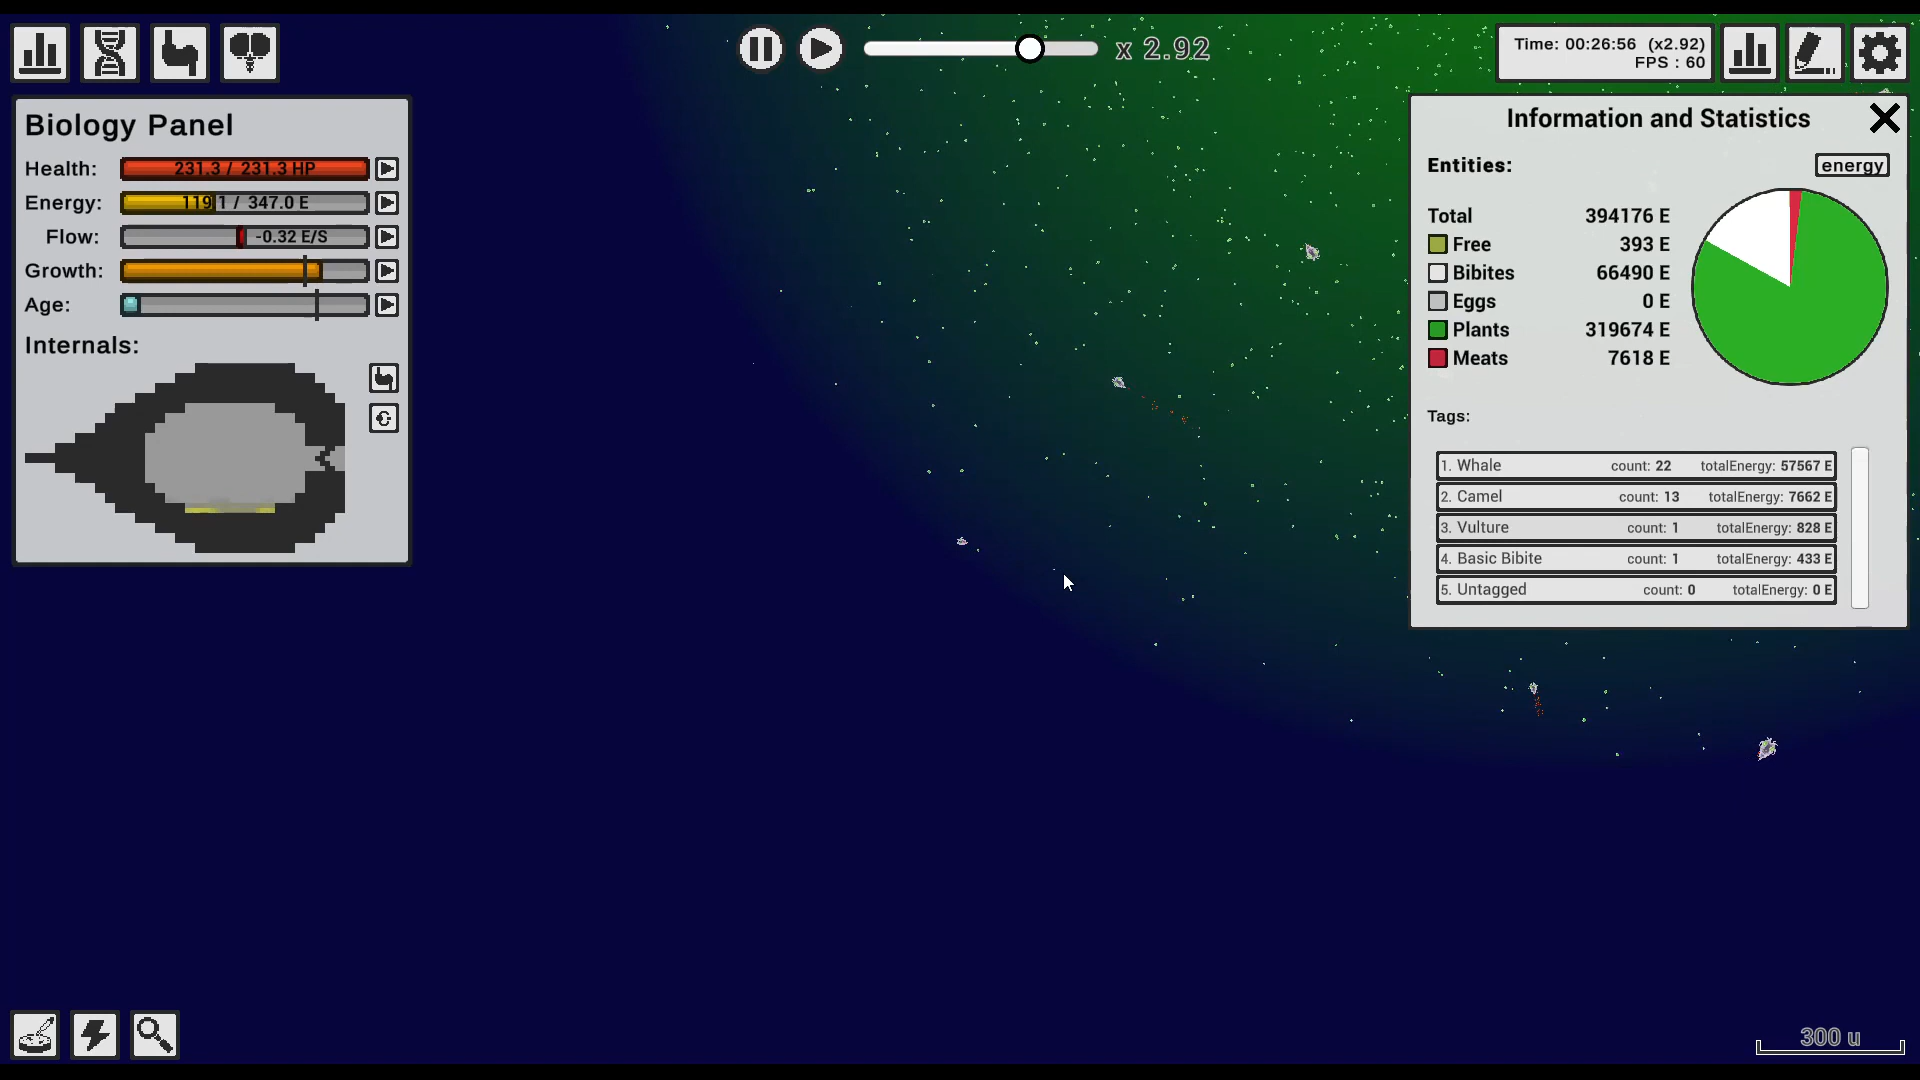 x 2.92
Time: 00:26:56 (x2.92)
FPS : 60
Biology Panel
Health: 231.3 / 231.3 HP
Energy: 119.1 / 347.0 E
Flow: -0.32 E/S
Growth:
Age:
Internals:
Information and Statistics
Entities: energy
Total 394176 E
Free 393 E
Bibites 66490 E
Eggs 0 E
Plants 319674 E
Meats 7618 E
Tags:
1. Whale count: 22 totalEnergy: 57567 E
2. Camel count: 13 totalEnergy: 7662 E
3. Vulture count: 1 totalEnergy: 828 E
4. Basic Bibite count: 1 totalEnergy: 433 E
5. Untagged count: 0 totalEnergy: 0 E
300 u